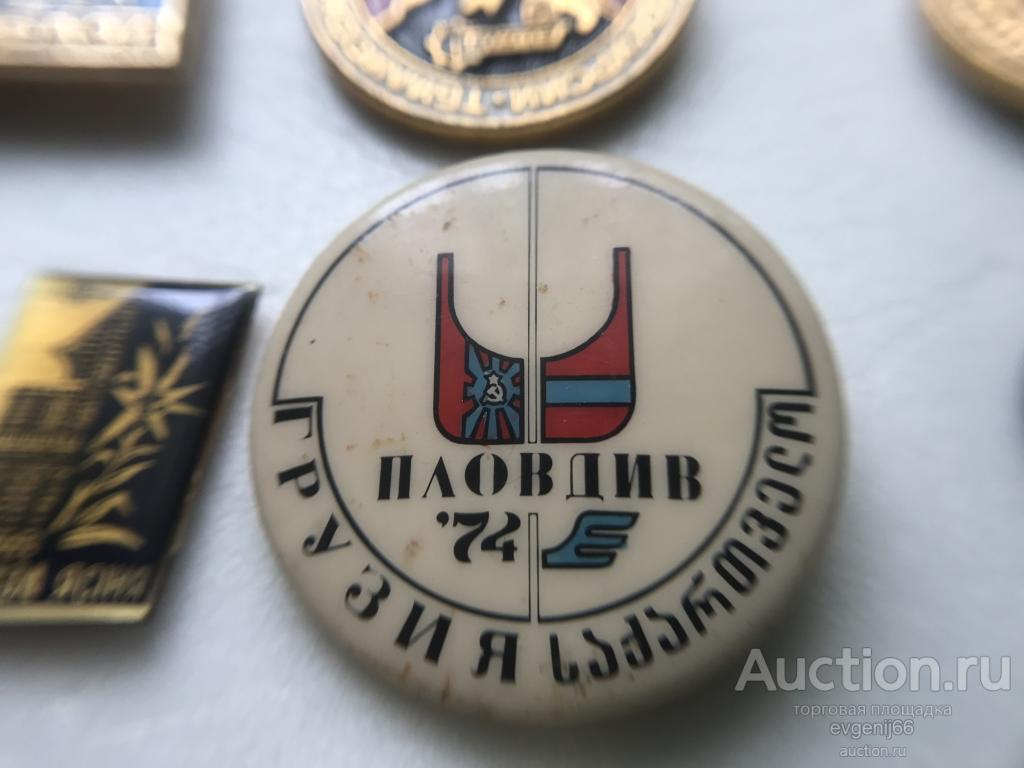 ПЛОВДИВ
'74
ГРУЗИЯ
ᲡᲐᲥᲐᲠᲗᲕᲔᲚᲝ
Auction.ru
торговая площадка
evgenij66
auction.ru